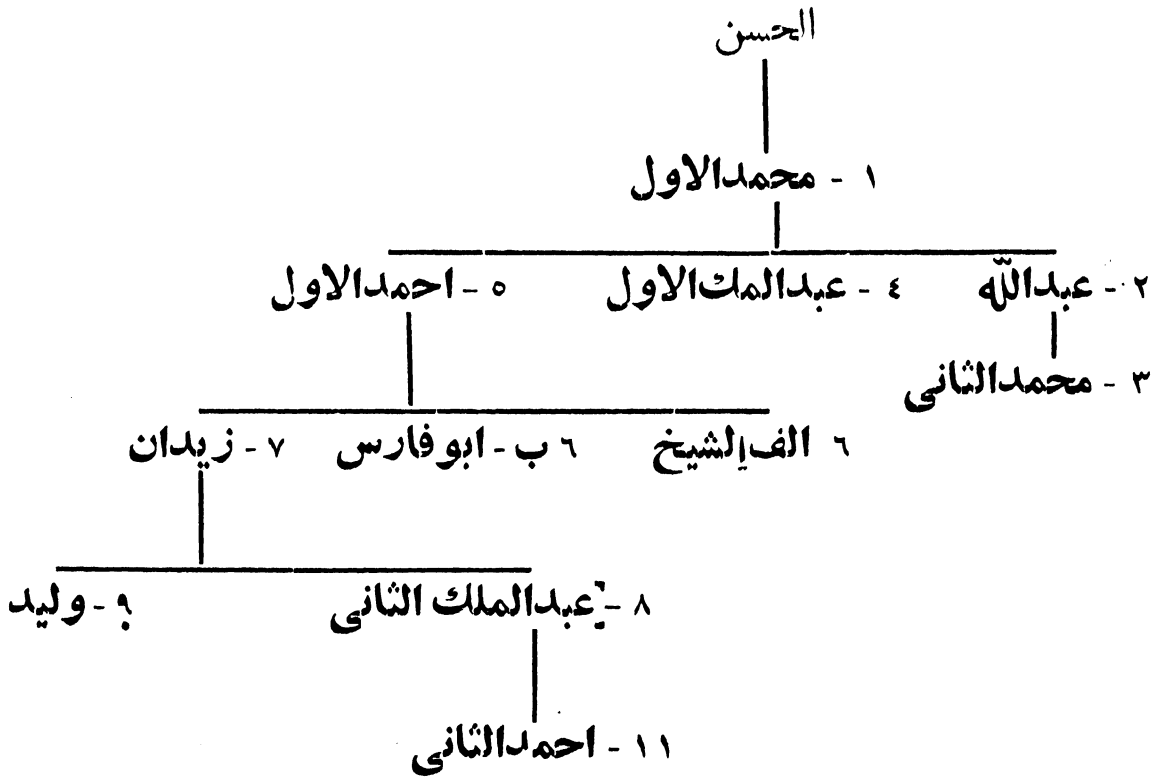 الحسن
١ - محمدالاول
٢ - عبدالله ٤ - عبدالمك الاول ٥ - احمدالاول
٣ - محمدالثانى
٦ الف الشيخ ٦ ب - ابو فارس ٧ - زيدان
٨ - عبدالملك الثانى ٩ - وليد
١١ - احمدالثانى